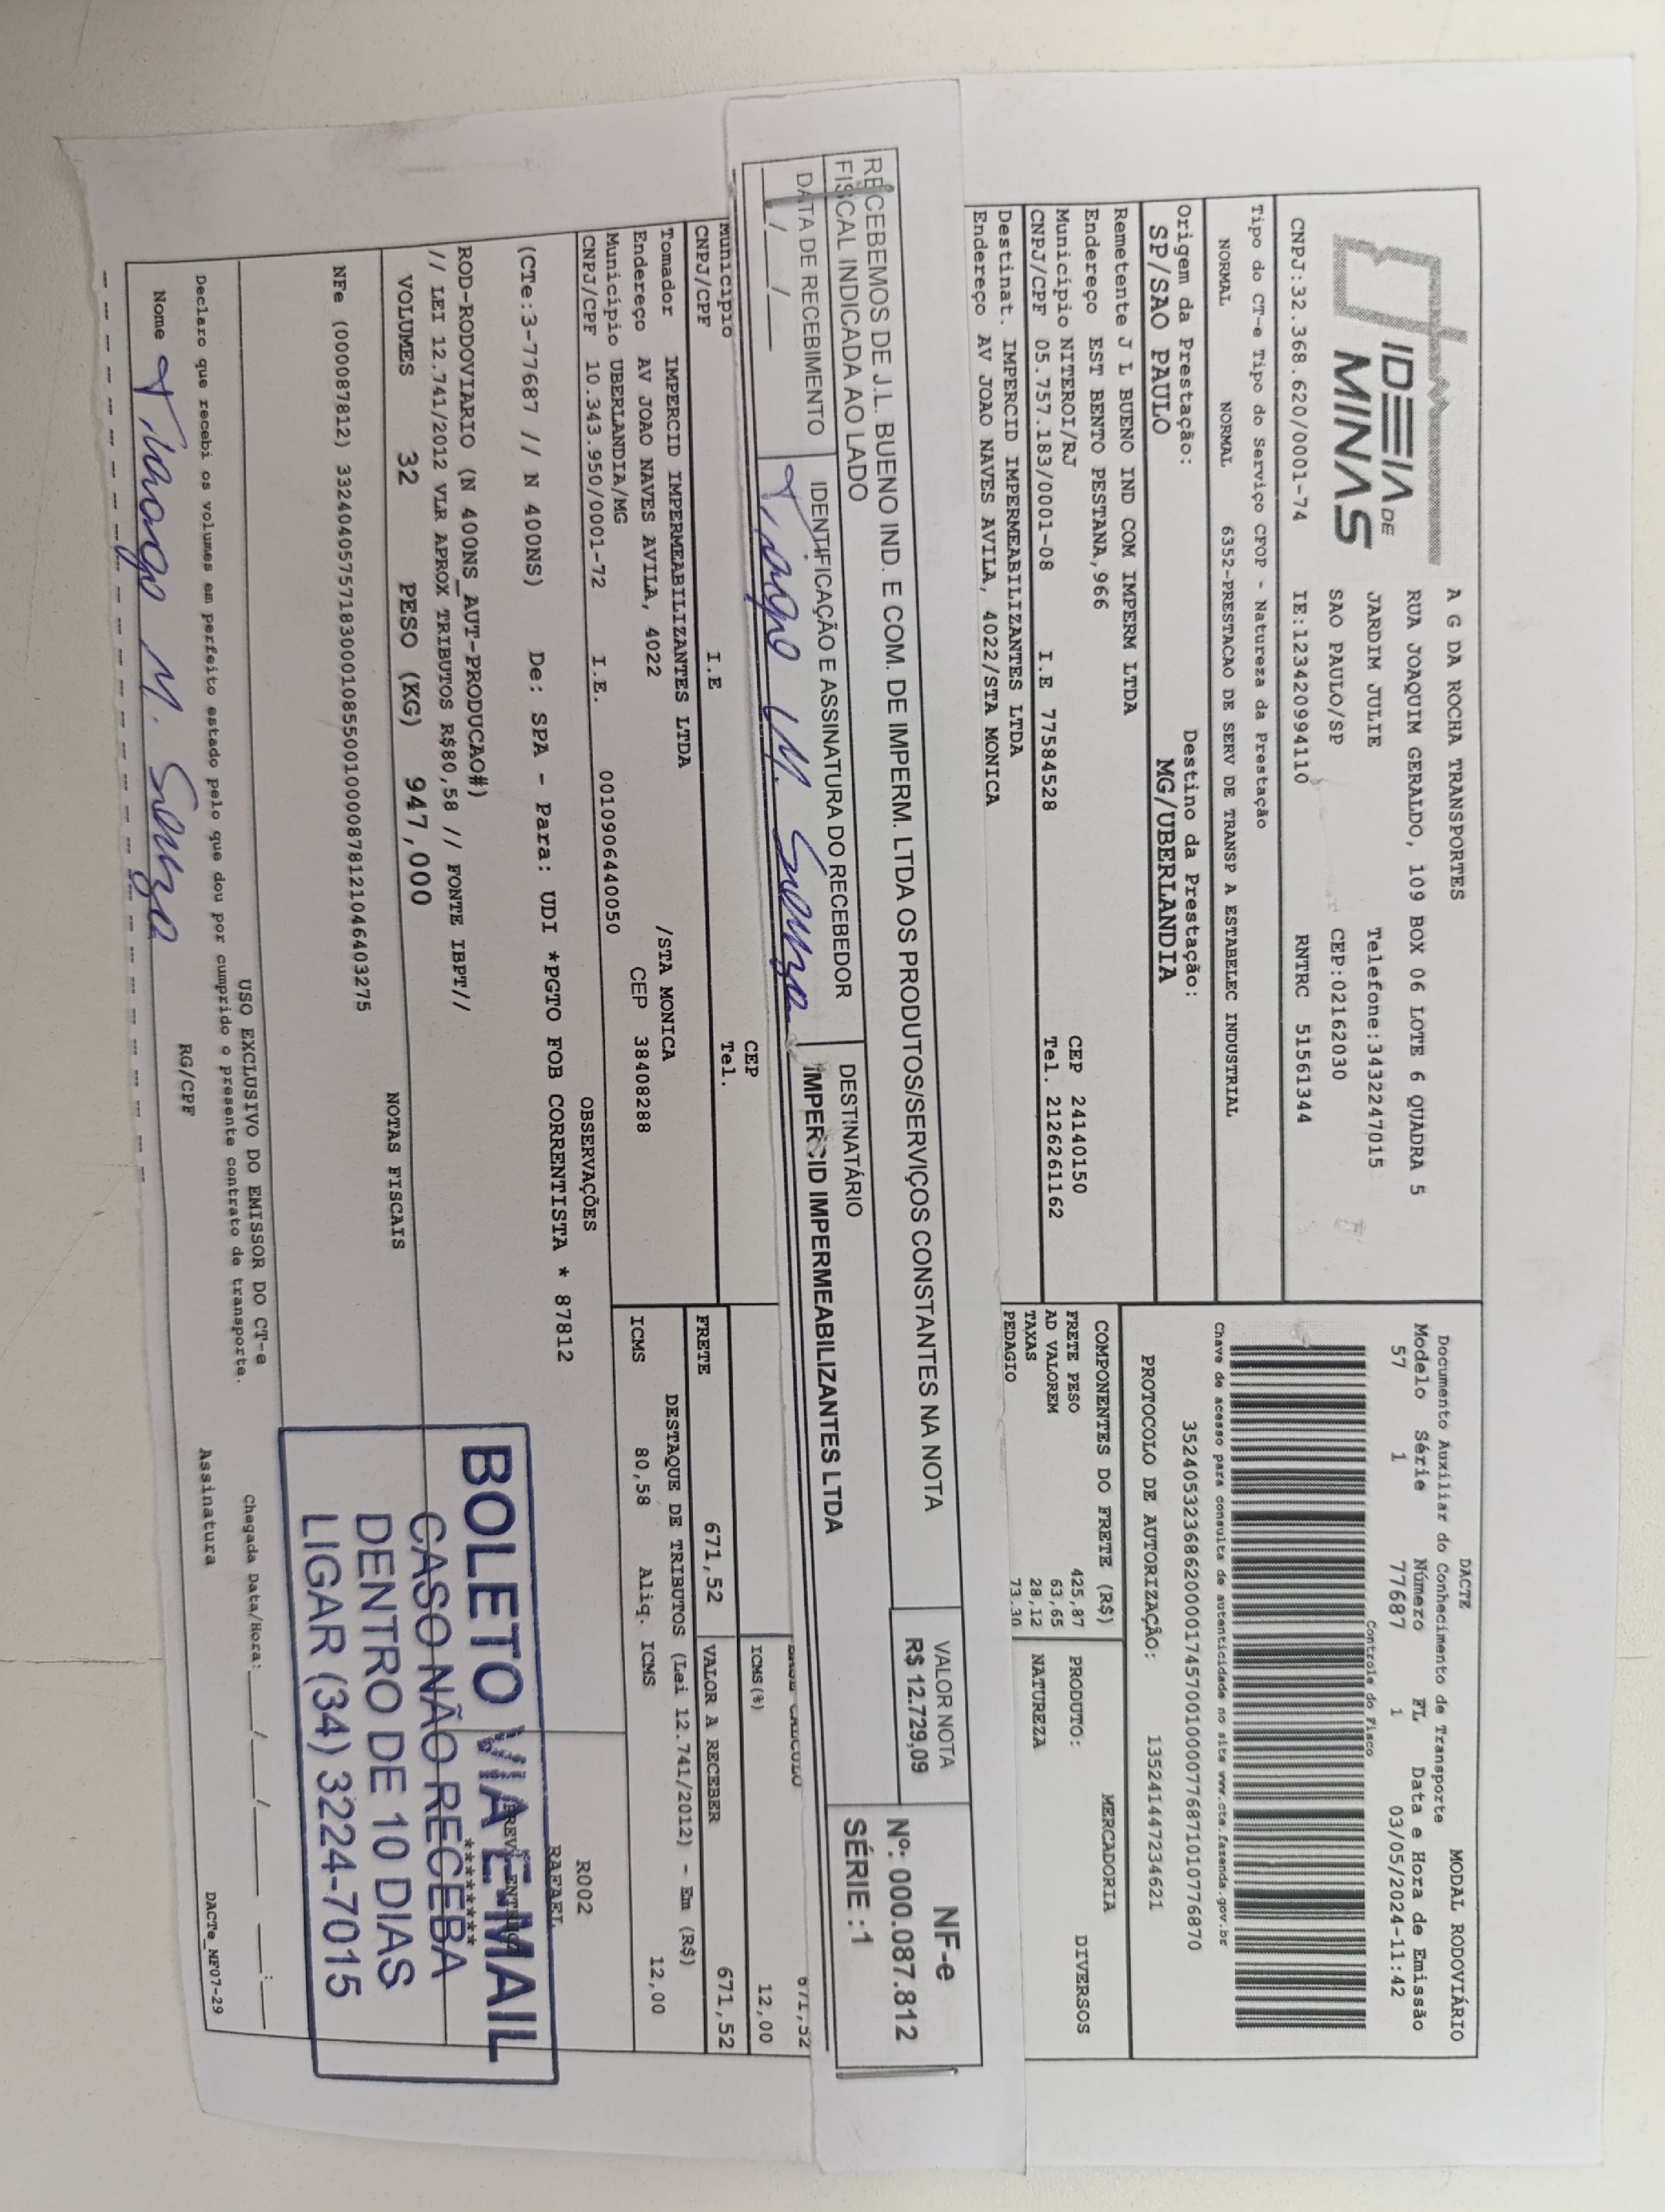 IDEIA DE
MINAS
A G DA ROCHA TRANSPORTES
RUA JOAQUIM GERALDO, 109 BOX 06 LOTE 6 QUADRA 5
JARDIM JULIE Telefone:3432247015
SAO PAULO/SP CEP:02162030
CNPJ:32.368.620/0001-74 IE:123420994110 RNTRC 51561344
Tipo do CT-e Tipo do Serviço CFOP - Natureza da Prestação
NORMAL NORMAL 6352-PRESTACAO DE SERV DE TRANSP A ESTABELEC INDUSTRIAL
Origem da Prestação: Destino da Prestação:
SP/SAO PAULO MG/UBERLANDIA
Remetente J L BUENO IND COM IMPERM LTDA
Endereço EST BENTO PESTANA,966 CEP 24140150
Município NITEROI/RJ Tel. 2126261162
CNPJ/CPF 05.757.183/0001-08 I.E 77584528
Destinat. IMPERCID IMPERMEABILIZANTES LTDA
Endereço AV JOAO NAVES AVILA, 4022/STA MONICA
DACTE MODAL RODOVIÁRIO
Documento Auxiliar do Conhecimento de Transporte
Modelo Série Número FL Data e Hora de Emissão
57 1 77687 1 03/05/2024-11:42
Controle do Fisco
Chave de acesso para consulta de autenticidade no site www.cte.fazenda.gov.br
35240532368620000174570010000776871010776870
PROTOCOLO DE AUTORIZAÇÃO: 135241447234621
COMPONENTES DO FRETE (R$) MERCADORIA
FRETE PESO 425,87 PRODUTO: DIVERSOS
AD VALOREM 63,65
TAXAS 28,12 NATUREZA
PEDAGIO 73.30
RECEBEMOS DE J.L. BUENO IND. E COM. DE IMPERM. LTDA OS PRODUTOS/SERVIÇOS CONSTANTES NA NOTA
FISCAL INDICADA AO LADO
VALOR NOTA
R$ 12.729,09
NF-e
Nº: 000.087.812
SÉRIE :1
DATA DE RECEBIMENTO IDENTIFICAÇÃO E ASSINATURA DO RECEBEDOR DESTINATÁRIO
__/__/__ Thiago M. Souza IMPERCID IMPERMEABILIZANTES LTDA
671,52
Município CEP ICMS(%) 12,00
CNPJ/CPF I.E Tel.
FRETE 671,52 VALOR A RECEBER 671,52
Tomador IMPERCID IMPERMEABILIZANTES LTDA
Endereço AV JOAO NAVES AVILA, 4022 /STA MONICA
Município UBERLANDIA/MG CEP 38408288
CNPJ/CPF 10.343.950/0001-72 I.E. 0010906440050
DESTAQUE DE TRIBUTOS (Lei 12.741/2012) - Em (R$)
ICMS 80,58 Aliq. ICMS 12,00
OBSERVAÇÕES
R002
RAFAEL
(CTe:3-77687 // N 400NS) De: SPA - Para: UDI *PGTO FOB CORRENTISTA * 87812
ROD-RODOVIARIO (N 400NS_AUT-PRODUCAO#)
// LEI 12.741/2012 VLR APROX TRIBUTOS R$80,58 // FONTE IBPT//
********
NOTAS FISCAIS
VOLUMES 32 PESO (KG) 947,000
NFe (000087812) 33240405757183000108550010000878121046403275
BOLETO VIA E-MAIL
CASO NÃO RECEBA
DENTRO DE 10 DIAS
LIGAR (34) 3224-7015
USO EXCLUSIVO DO EMISSOR DO CT-e
Declaro que recebi os volumes em perfeito estado pelo que dou por cumprido o presente contrato de transporte.
Chegada Data/Hora:___/___/____ __:__
Nome Thiago M. Souza RG/CPF Assinatura
DACTe_MF07-29